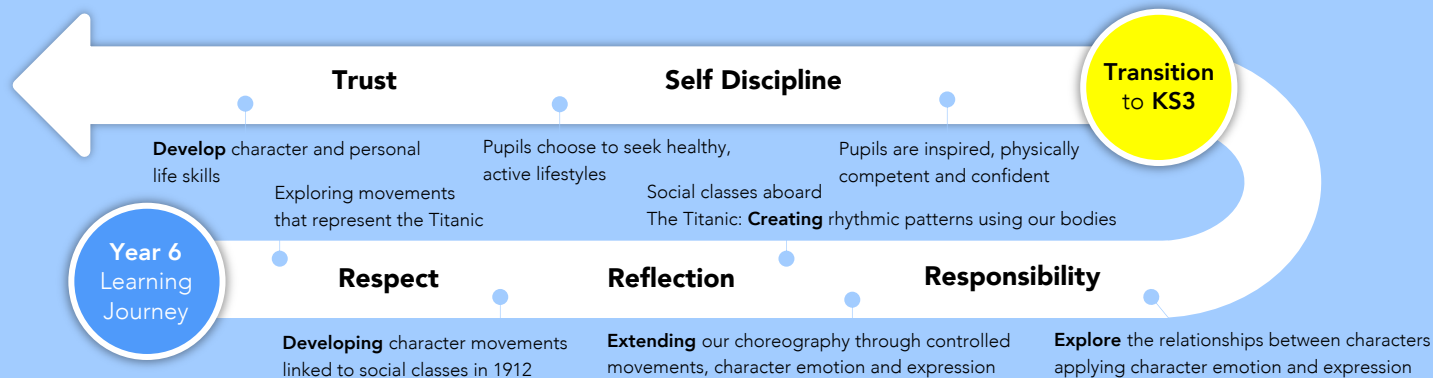 Trust
Self Discipline
Transition
to KS3
Develop character and personal
life skills
Pupils choose to seek healthy,
active lifestyles
Pupils are inspired, physically
competent and confident
Exploring movements
that represent the Titanic
Social classes aboard
The Titanic: Creating rhythmic patterns using our bodies
Year 6
Learning
Journey
Respect
Reflection
Responsibility
Developing character movements
linked to social classes in 1912
Extending our choreography through controlled
movements, character emotion and expression
Explore the relationships between characters
applying character emotion and expression